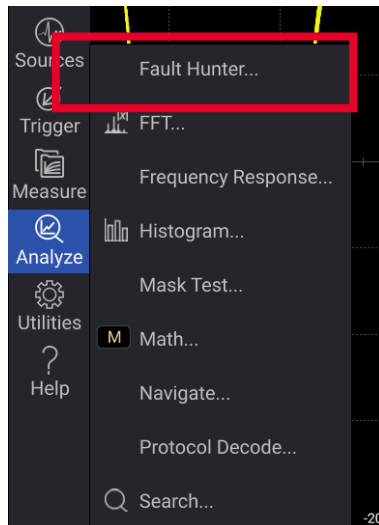 Sources
Trigger
Measure
Analyze
Utilities
Help
Fault Hunter...
|X|
FFT...
Frequency Response...
Histogram...
Mask Test...
M Math...
Navigate...
Protocol Decode...
Search...
-20